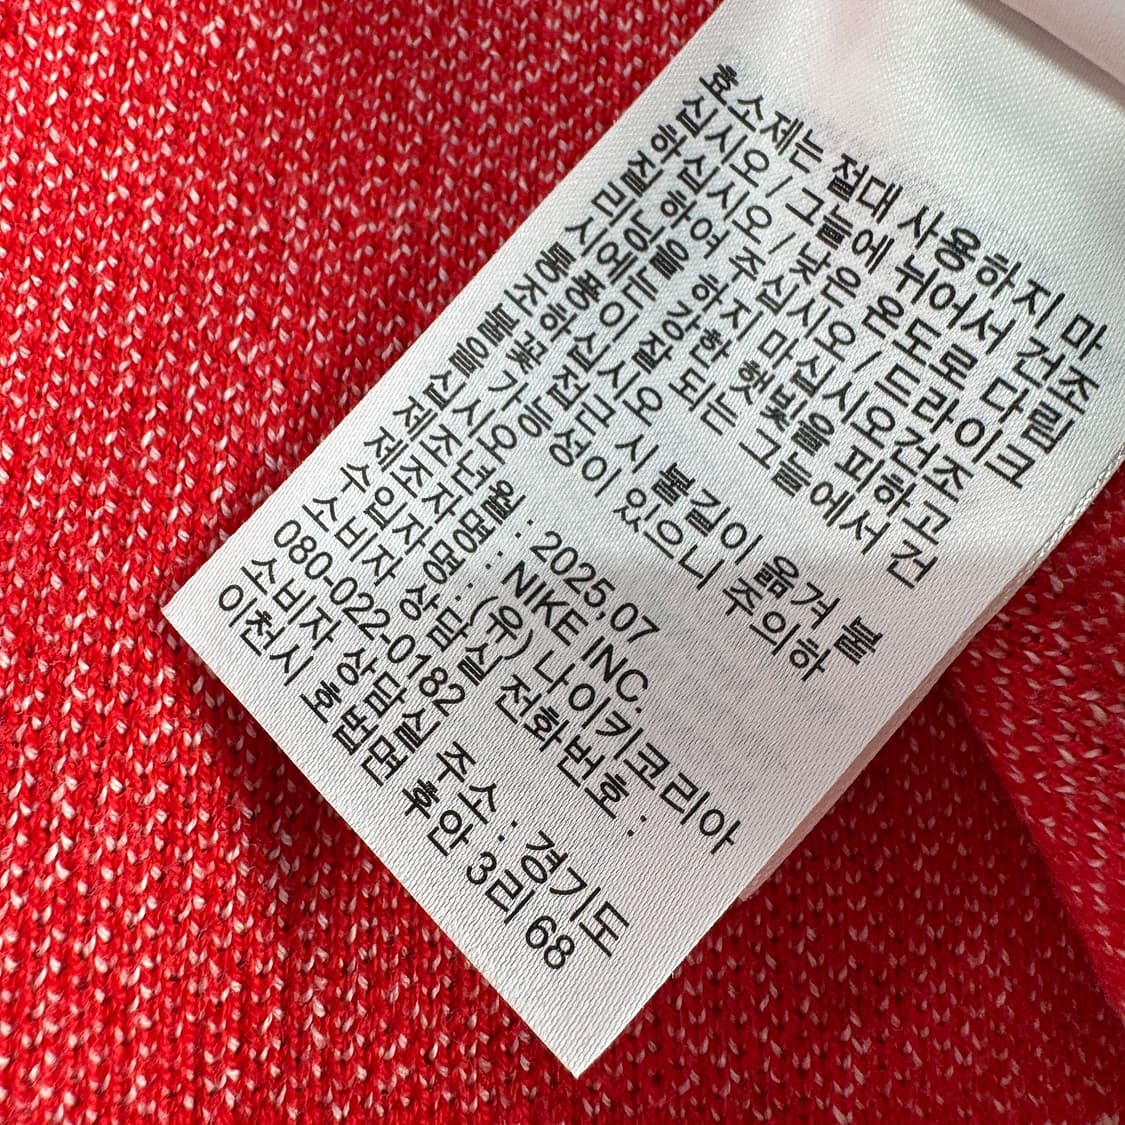 효소제는 절대 사용하지 마
십시오 / 그늘에 뉘어서 건조
하십시오 / 낮은 온도로 다림
질 하여 주십시오 / 드라이크
리닝을 하지 마십시오 건조
시에는 강한 햇빛을 피하고
통풍이 잘 되는 그늘에서 건
조하십시오
불꽃 접근 시 불길이 옮겨 붙
을 가능 성이 있으니 주의하
십시오
제조년월 : 2025.07
제조자명 : NIKE INC.
수입자명 : (유) 나이키코리아
소비자 상담실 전화번호 :
080-022-0182
소비자 상담실 주소 : 경기도
이천시 호법면 후안 3리 68